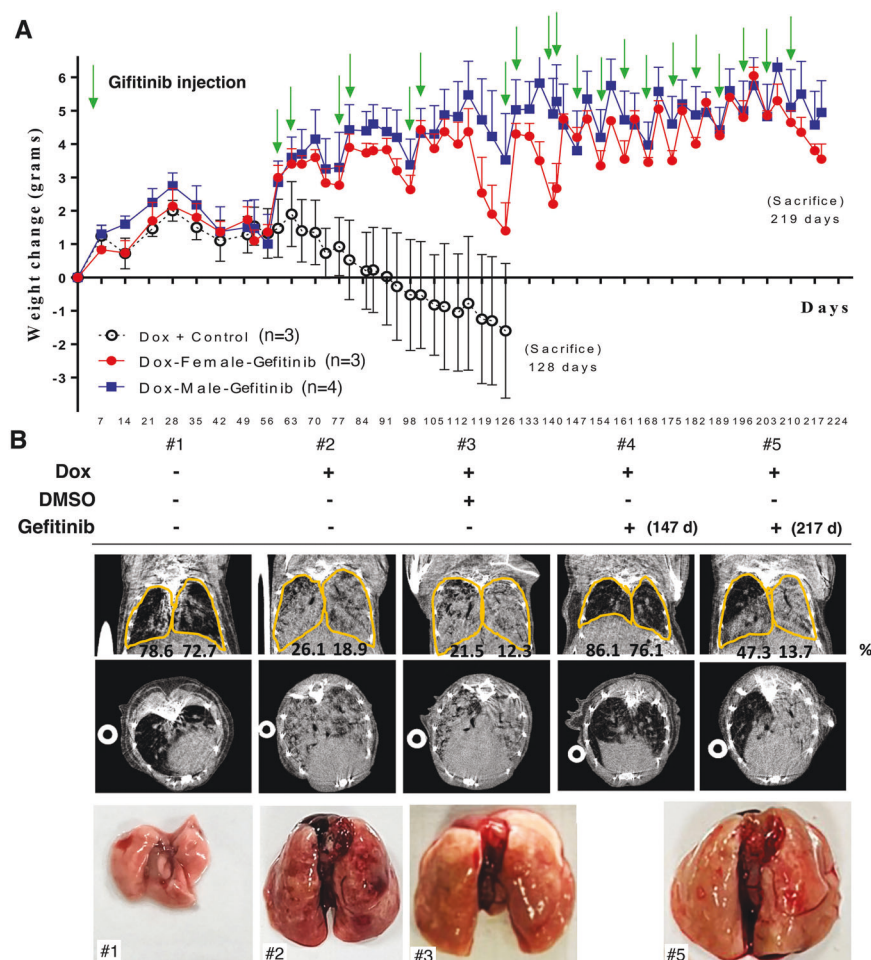 A
Gifitinib injection
Weight change (grams)
6
5
4
3
2
1
0
-1
-2
-3
Days
(Sacrifice)
219 days
(Sacrifice)
128 days
Dox + Control (n=3)
Dox-Female-Gefitinib (n=3)
Dox-Male-Gefitinib (n=4)
7 14 21 28 35 42 49 56 63 70 77 84 91 98 105 112 119 126 133 140 147 154 161 168 175 182 189 196 203 210 217 224
B
#1 #2 #3 #4 #5
Dox - + + + +
DMSO - - + - -
Gefitinib - - - + (147 d) + (217 d)
78.6 72.7 26.1 18.9 21.5 12.3 86.1 76.1 47.3 13.7 %
#1 #2 #3 #5